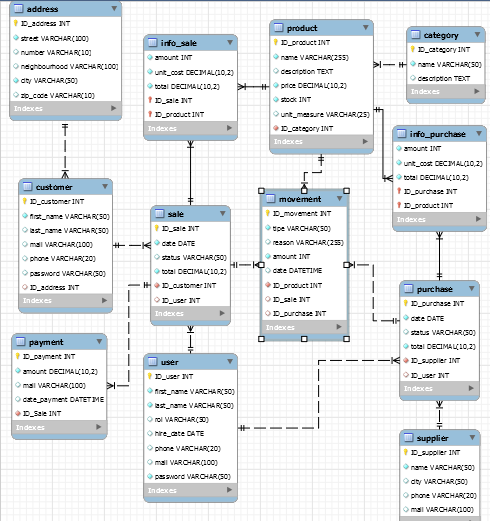 address
ID_address INT
street VARCHAR(100)
number VARCHAR(10)
neighbourhood VARCHAR(100)
city VARCHAR(50)
zip_code VARCHAR(10)
Indexes
info_sale
amount INT
unit_cost DECIMAL(10,2)
total DECIMAL(10,2)
ID_sale INT
ID_product INT
Indexes
product
ID_product INT
name VARCHAR(255)
description TEXT
price DECIMAL(10,2)
stock INT
unit_measure VARCHAR(25)
ID_category INT
Indexes
category
ID_category INT
name VARCHAR(50)
description TEXT
Indexes
info_purchase
amount INT
unit_cost DECIMAL(10,2)
total DECIMAL(10,2)
ID_purchase INT
ID_product INT
Indexes
customer
ID_customer INT
first_name VARCHAR(50)
last_name VARCHAR(50)
mail VARCHAR(100)
phone VARCHAR(20)
password VARCHAR(50)
ID_address INT
Indexes
sale
ID_sale INT
date DATE
status VARCHAR(50)
total DECIMAL(10,2)
ID_customer INT
ID_user INT
Indexes
movement
ID_movement INT
tipe VARCHAR(50)
reason VARCHAR(255)
amount INT
date DATETIME
ID_product INT
ID_sale INT
ID_purchase INT
Indexes
purchase
ID_purchase INT
date DATE
status VARCHAR(50)
total DECIMAL(10,2)
ID_supplier INT
ID_user INT
Indexes
payment
ID_payment INT
amount DECIMAL(10,2)
mail VARCHAR(100)
date_payment DATETIME
ID_Sale INT
Indexes
user
ID_user INT
first_name VARCHAR(50)
last_name VARCHAR(50)
rol VARCHAR(50)
hire_date DATE
phone VARCHAR(20)
mail VARCHAR(100)
password VARCHAR(50)
Indexes
supplier
ID_supplier INT
name VARCHAR(50)
city VARCHAR(50)
phone VARCHAR(20)
mail VARCHAR(100)